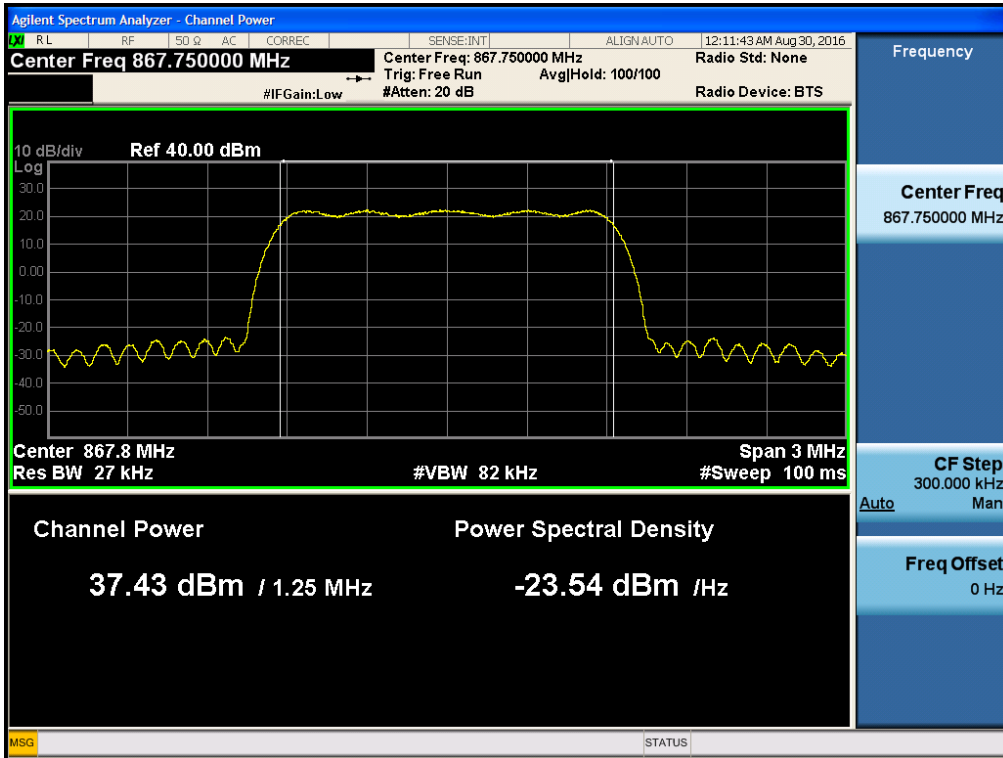 Agilent Spectrum Analyzer - Channel Power
LXI RL RF 50 Ω AC CORREC SENSE:INT ALIGN AUTO 12:11:43 AM Aug 30, 2016
Center Freq 867.750000 MHz
Center Freq: 867.750000 MHz
Radio Std: None
Trig: Free Run Avg|Hold: 100/100
#IFGain:Low
#Atten: 20 dB
Radio Device: BTS
10 dB/div Ref 40.00 dBm
Log
30.0
20.0
10.0
0.00
-10.0
-20.0
-30.0
-40.0
-50.0
Center 867.8 MHz Span 3 MHz
Res BW 27 kHz #VBW 82 kHz #Sweep 100 ms
Channel Power Power Spectral Density
37.43 dBm / 1.25 MHz -23.54 dBm /Hz
Frequency
Center Freq
867.750000 MHz
CF Step
300.000 kHz
Auto Man
Freq Offset
0 Hz
MSG STATUS